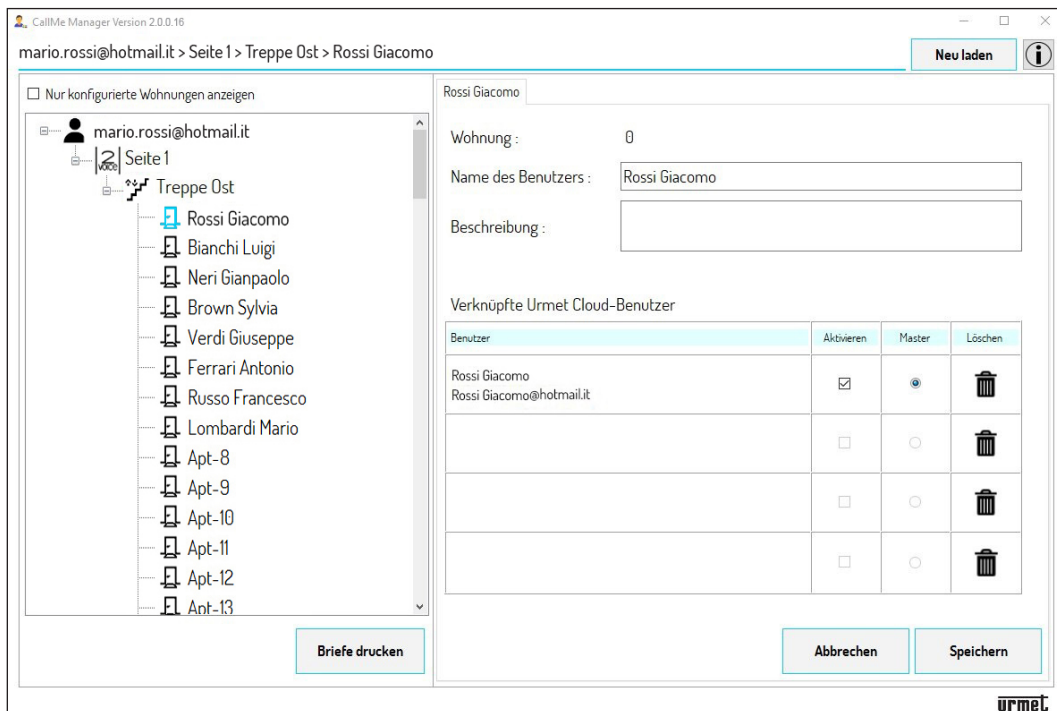 CallMe Manager Version 2.0.0.16
mario.rossi@hotmail.it > Seite 1 > Treppe Ost > Rossi Giacomo
Neu laden
i
Nur konfigurierte Wohnungen anzeigen
mario.rossi@hotmail.it
2 VOICE Seite 1
Treppe Ost
Rossi Giacomo
Bianchi Luigi
Neri Gianpaolo
Brown Sylvia
Verdi Giuseppe
Ferrari Antonio
Russo Francesco
Lombardi Mario
Apt-8
Apt-9
Apt-10
Apt-11
Apt-12
Apt-13
Briefe drucken
Rossi Giacomo
Wohnung : 0
Name des Benutzers : Rossi Giacomo
Beschreibung :
Verknüpfte Urmet Cloud-Benutzer
Benutzer Aktivieren Master Löschen
Rossi Giacomo
Rossi Giacomo@hotmail.it
Abbrechen Speichern
urmet